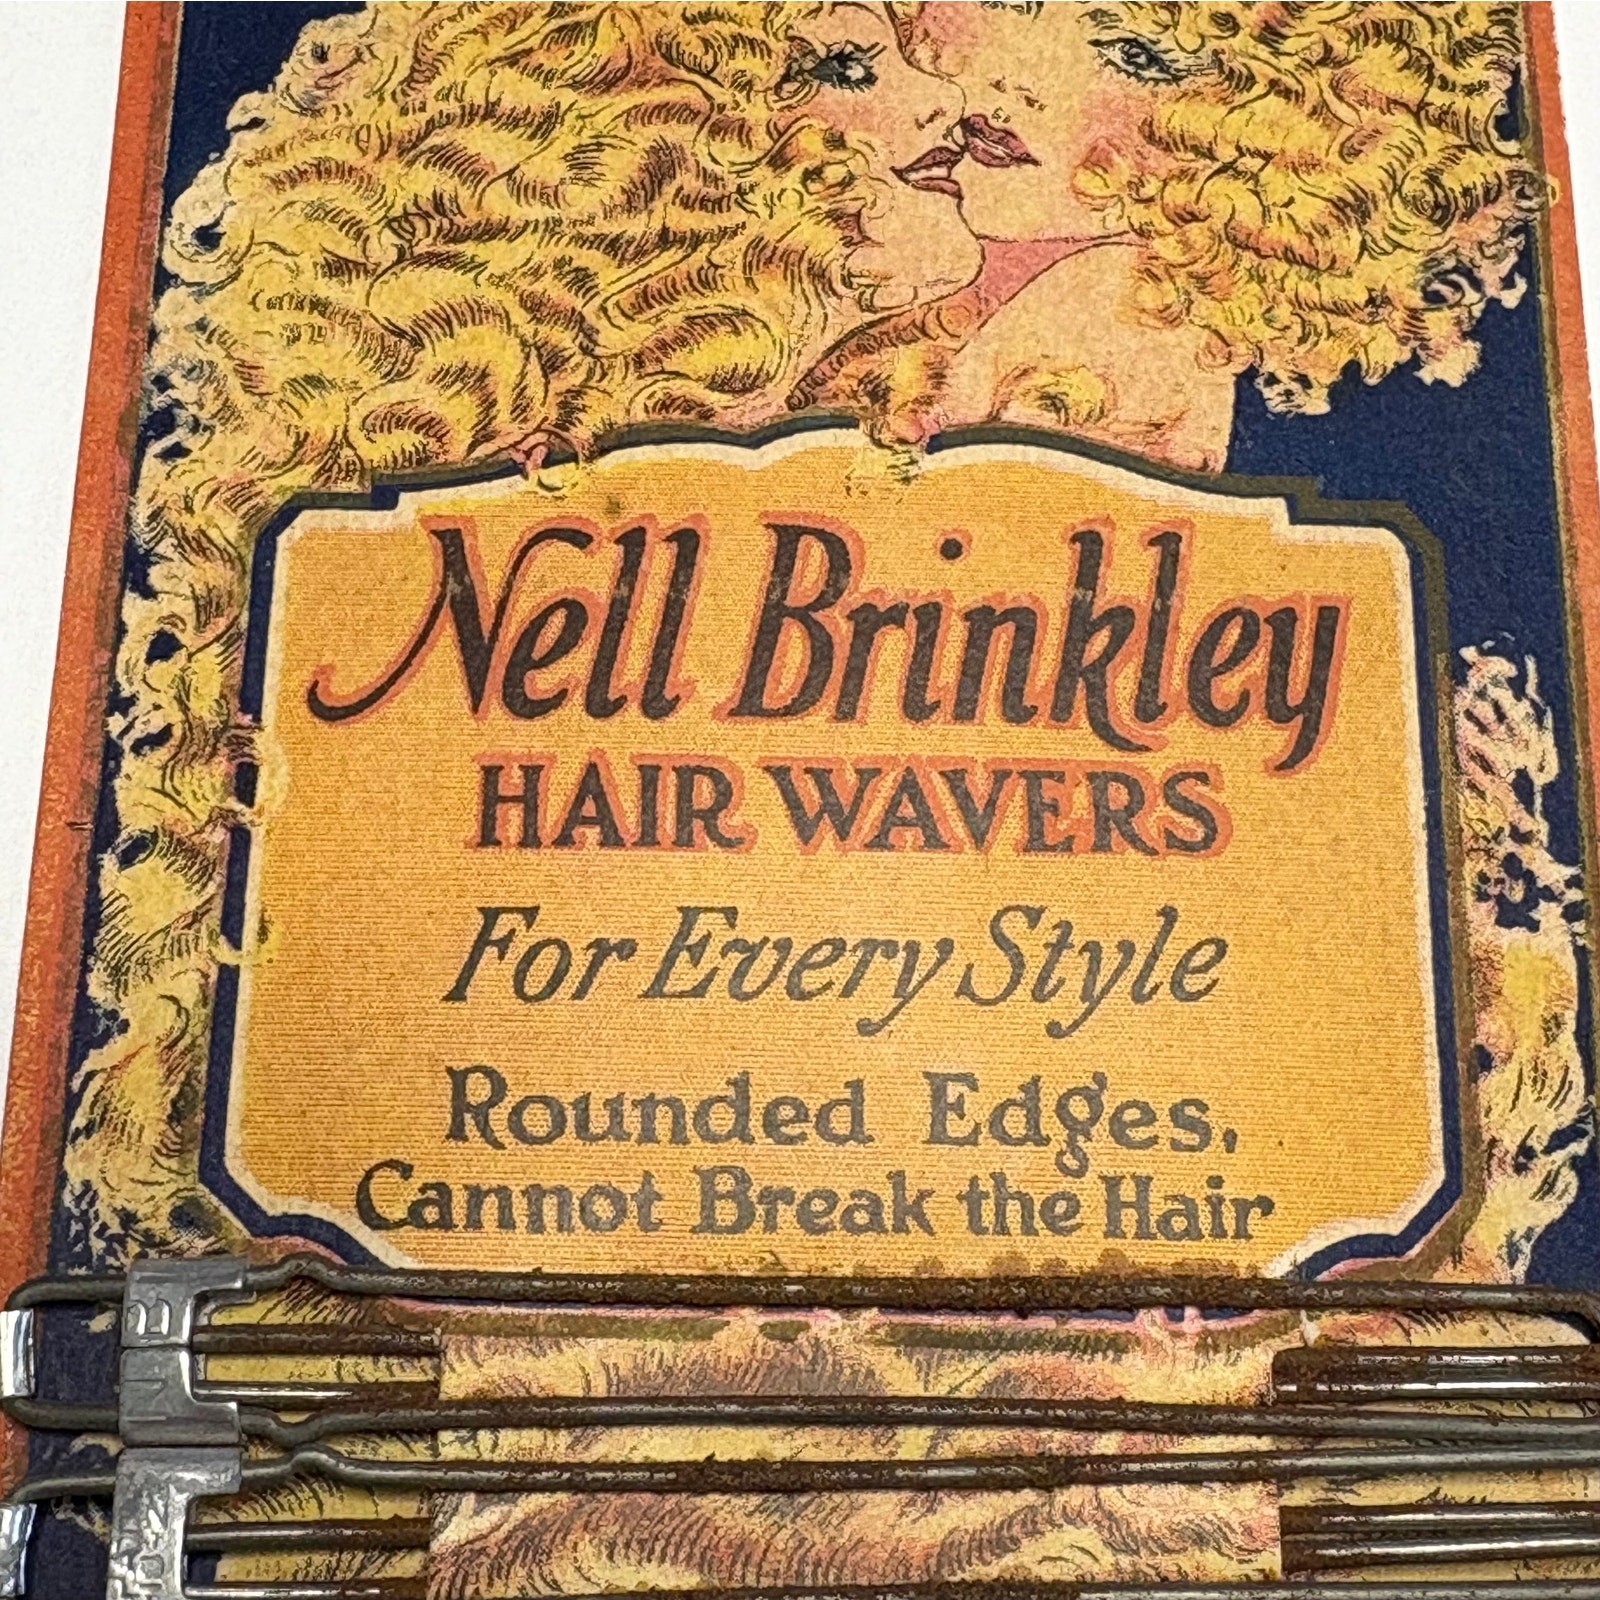 Nell Brinkley
HAIR WAVERS
For Every Style
Rounded Edges,
Cannot Break the Hair